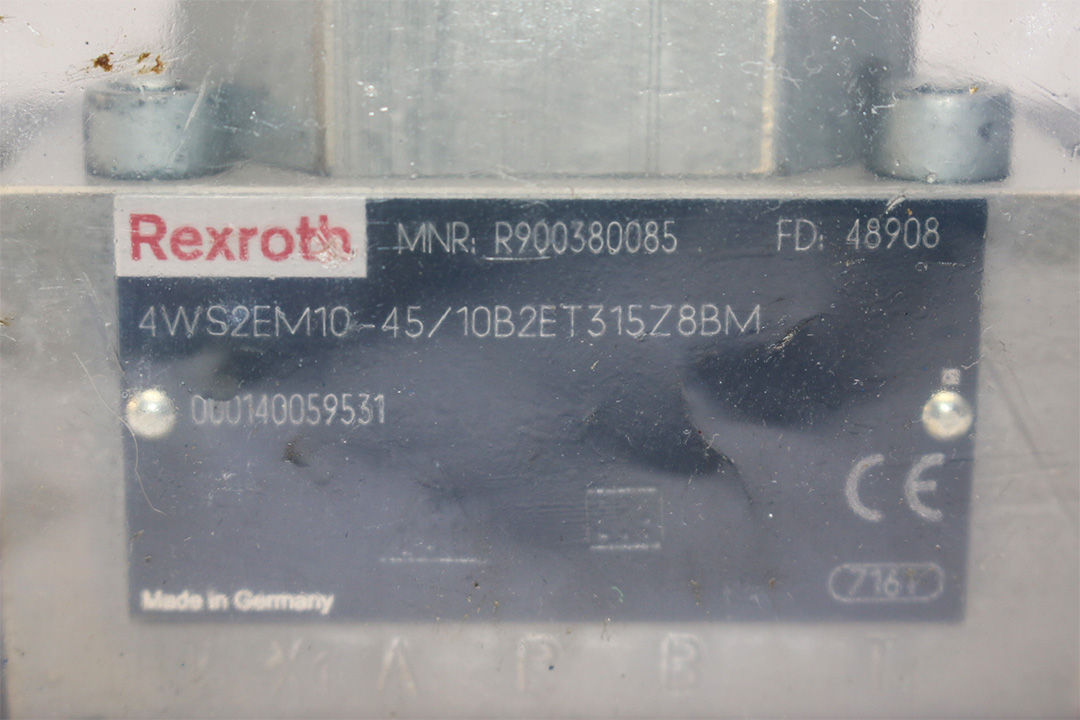 Rexroth MNR: R900380085 FD: 48908
4WS2EM10-45/10B2ET315Z8BM
000140059531
CE
7161
Made in Germany
X A P B T